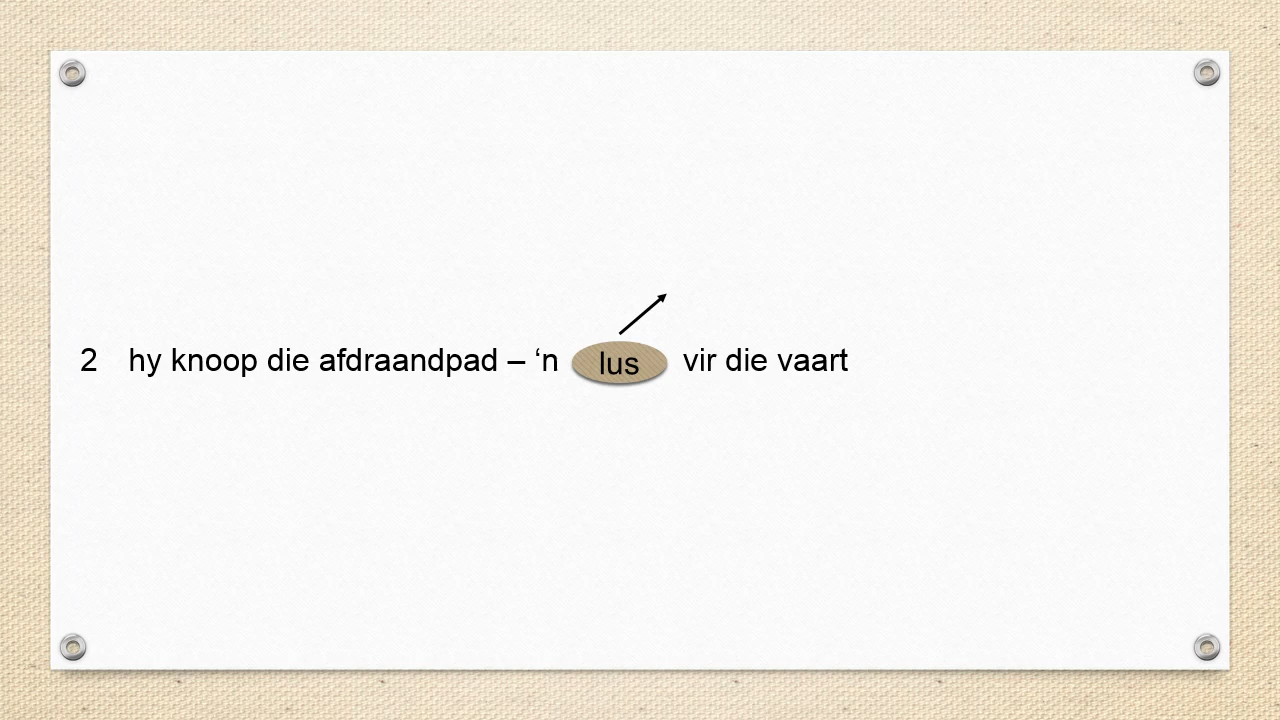 2 hy knoop die afdraandpad – ‘n lus vir die vaart